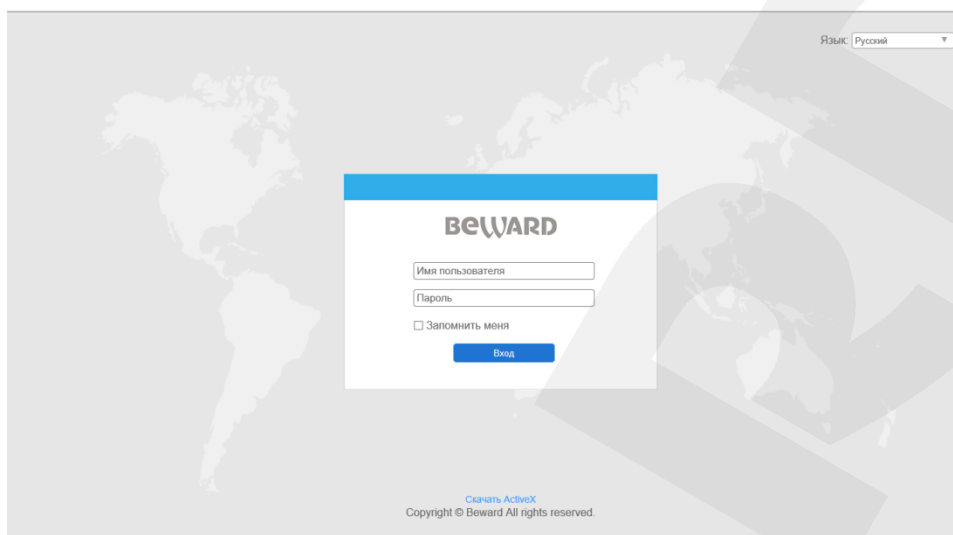 Язык: Русский
BEWARD
Имя пользователя
Пароль
Запомнить меня
Вход
Скачать ActiveX
Copyright © Beward All rights reserved.